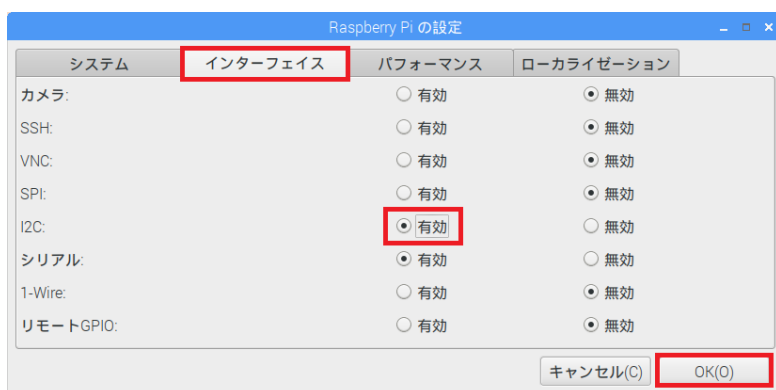 Raspberry Pi の設定
システム インターフェイス パフォーマンス ローカライゼーション
カメラ: 有効 無効
SSH: 有効 無効
VNC: 有効 無効
SPI: 有効 無効
I2C: 有効 無効
シリアル: 有効 無効
1-Wire: 有効 無効
リモートGPIO: 有効 無効
キャンセル(C) OK(O)